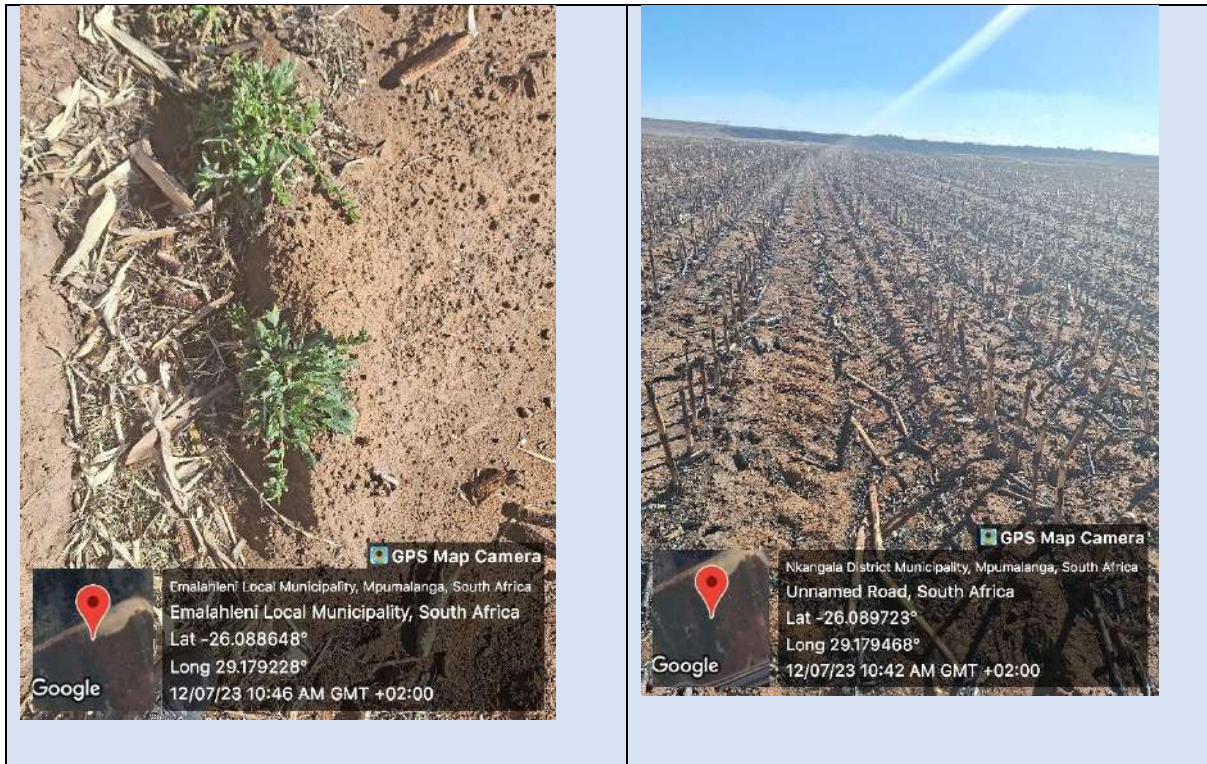 GPS Map Camera
Emalahleni Local Municipality, Mpumalanga, South Africa
Emalahleni Local Municipality, South Africa
Lat -26.088648°
Long 29.179228°
12/07/23 10:46 AM GMT +02:00
Google
GPS Map Camera
Nkangala District Municipality, Mpumalanga, South Africa
Unnamed Road, South Africa
Lat -26.089723°
Long 29.179468°
12/07/23 10:42 AM GMT +02:00
Google